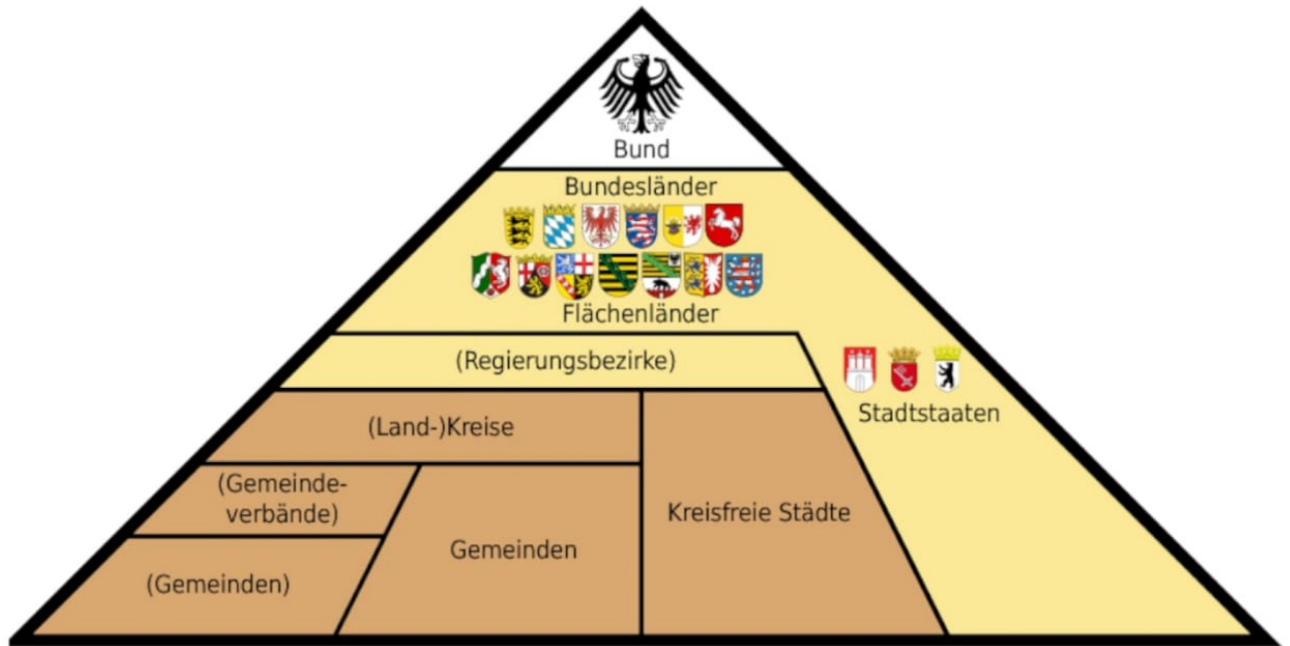 Bund
Bundesländer
Flächenländer
(Regierungsbezirke)
Stadtstaaten
(Land-)Kreise
(Gemeinde-
verbände)
Kreisfreie Städte
Gemeinden
(Gemeinden)